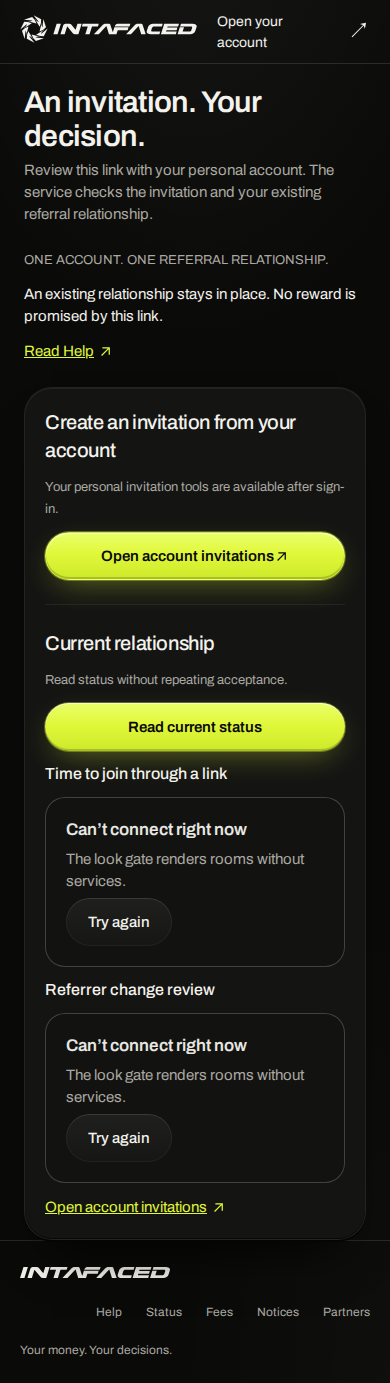 INTAFACED
Open your
account
An invitation. Your
decision.
Review this link with your personal account. The
service checks the invitation and your existing
referral relationship.
ONE ACCOUNT. ONE REFERRAL RELATIONSHIP.
An existing relationship stays in place. No reward is
promised by this link.
Read Help
Create an invitation from your
account
Your personal invitation tools are available after sign-
in.
Open account invitations
Current relationship
Read status without repeating acceptance.
Read current status
Time to join through a link
Can’t connect right now
The look gate renders rooms without
services.
Try again
Referrer change review
Can’t connect right now
The look gate renders rooms without
services.
Try again
Open account invitations
INTAFACED
Help Status Fees Notices Partners
Your money. Your decisions.